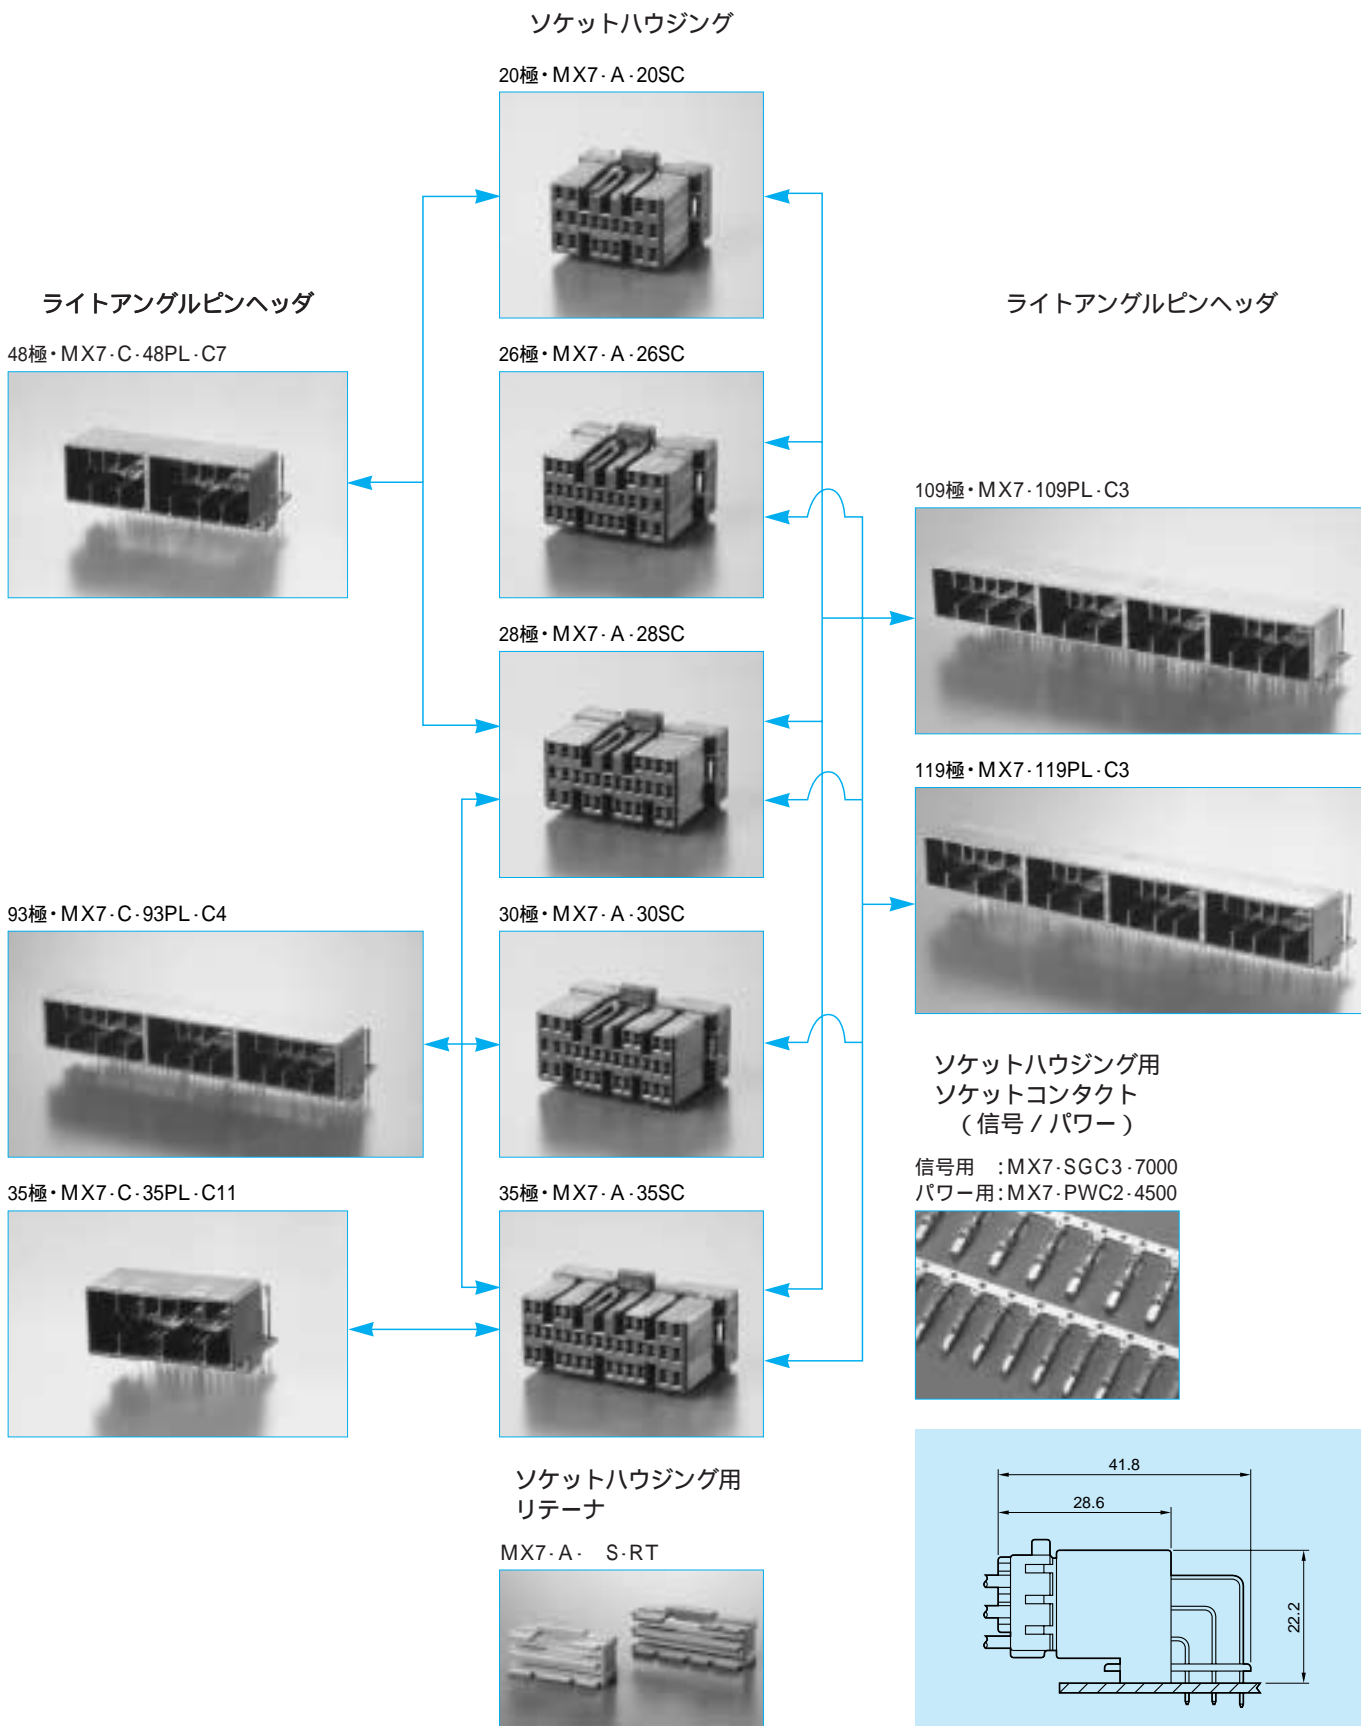 ソケットハウジング
20極・MX7-A-20SC
ライトアングルピンヘッダ
ライトアングルピンヘッダ
48極・MX7-C-48PL-C7
26極・MX7-A-26SC
109極・MX7-109PL-C3
28極・MX7-A-28SC
119極・MX7-119PL-C3
93極・MX7-C-93PL-C4
30極・MX7-A-30SC
ソケットハウジング用
ソケットコンタクト
(信号/パワー)
信号用 :MX7-SGC3-7000
パワー用:MX7-PWC2-4500
35極・MX7-C-35PL-C11
35極・MX7-A-35SC
ソケットハウジング用
リテーナ
MX7-A- S-RT
41.8
28.6
22.2